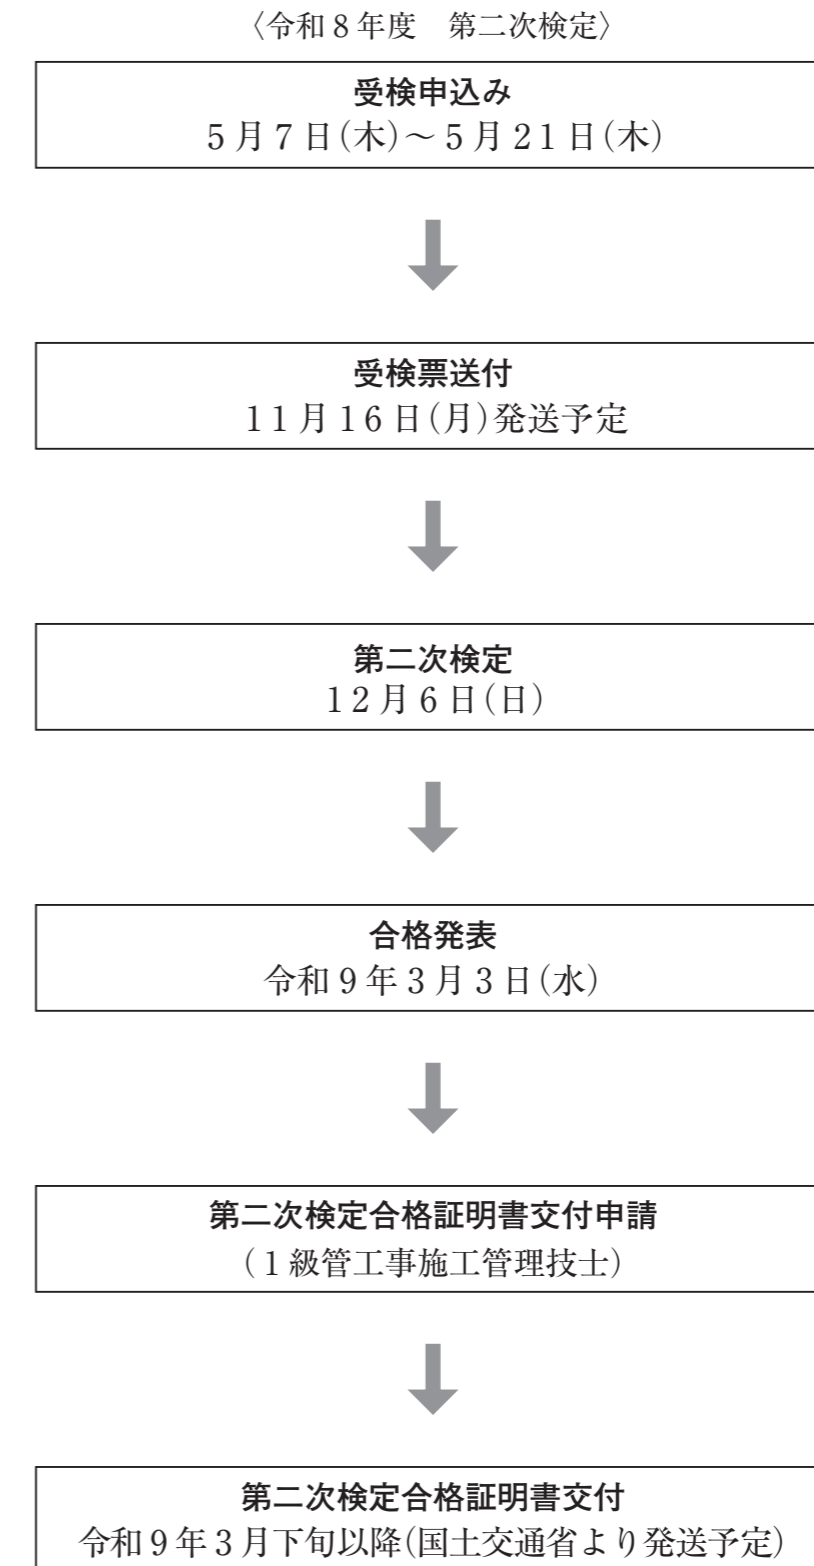 〈令和８年度　第二次検定〉
受検申込み
５月７日(木)～５月２１日(木)
受検票送付
１１月１６日(月)発送予定
第二次検定
１２月６日(日)
合格発表
令和９年３月３日(水)
第二次検定合格証明書交付申請
(１級管工事施工管理技士)
第二次検定合格証明書交付
令和９年３月下旬以降(国土交通省より発送予定)